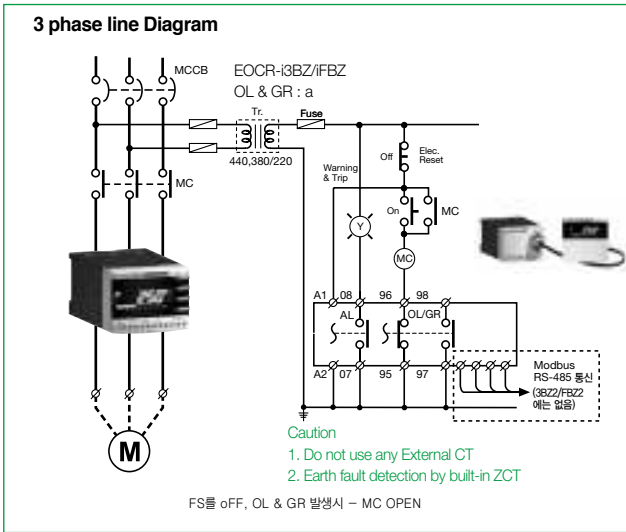 3 phase line Diagram
MCCB
EOCR-i3BZ/iFBZ
OL & GR : a
Tr.
Fuse
440,380/220
Off
Elec.
Reset
Warning
& Trip
MC
On
MC
Y
MC
A1
08
96
98
AL
OL/GR
A2
07
95
97
Modbus
RS-485 통신
(3BZ2/FBZ2
에는 없음)
M
Caution
1. Do not use any External CT
2. Earth fault detection by built-in ZCT
FS를 oFF, OL & GR 발생시 – MC OPEN